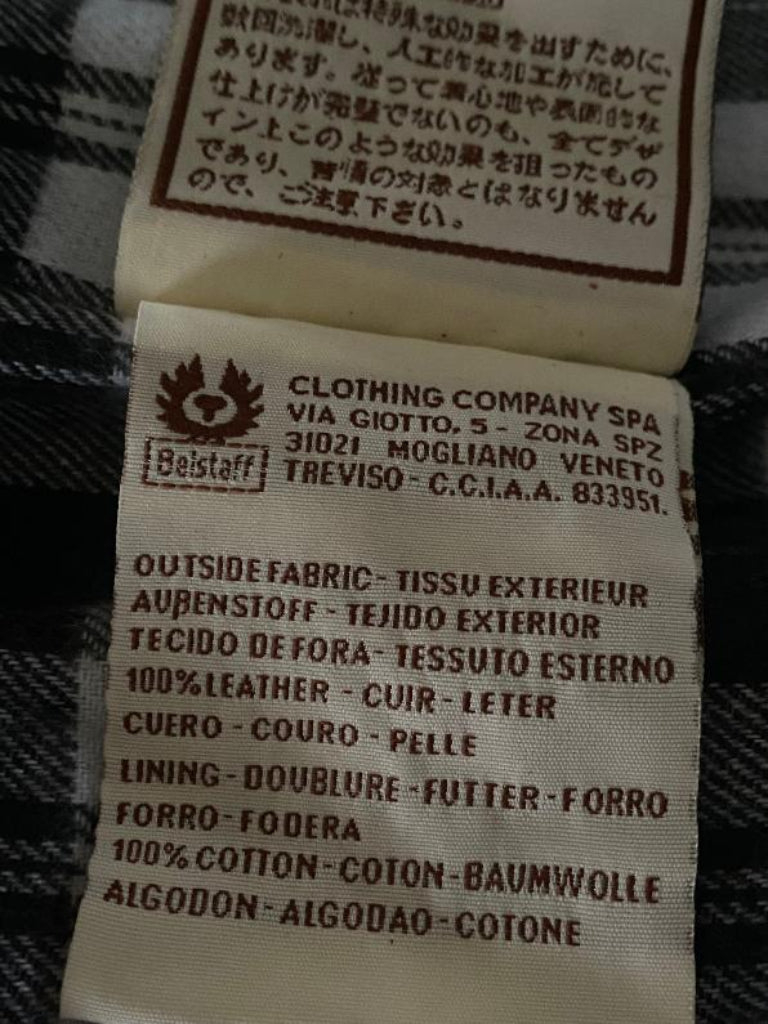 数回洗濯し、人工的な加工が施して
あります。従って着心地や表面的な
仕上げが完璧でないのも、全てデザ
イン上このような効果を狙ったもの
であり、苦情の対象とはなりません
ので、ご注意下さい。
Belstaff
CLOTHING COMPANY SPA
VIA GIOTTO, 5 - ZONA SPZ
31021 MOGLIANO VENETO
TREVISO - C.C.I.A.A. 833951.
OUTSIDE FABRIC - TISSU EXTERIEUR
AUßENSTOFF - TEJIDO EXTERIOR
TECIDO DE FORA - TESSUTO ESTERNO
100% LEATHER - CUIR - LETER
CUERO - COURO - PELLE
LINING - DOUBLURE - FUTTER - FORRO
FORRO - FODERA
100% COTTON - COTON - BAUMWOLLE
ALGODON - ALGODAO - COTONE